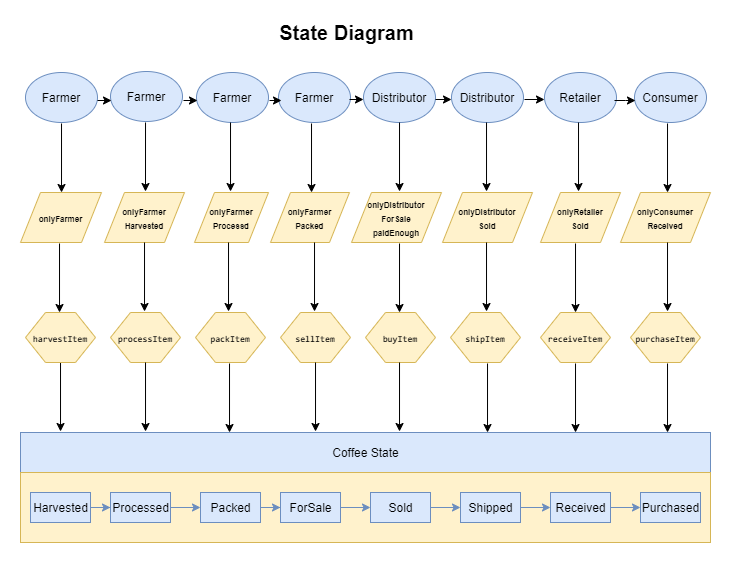 State Diagram
Farmer
Farmer
Farmer
Farmer
Distributor
Distributor
Retailer
Consumer
onlyFarmer
onlyFarmer
Harvested
onlyFarmer
Processd
onlyFarmer
Packed
onlyDistributor
ForSale
paidEnough
onlyDistributor
Sold
onlyRetailer
Sold
onlyConsumer
Received
harvestItem
processItem
packItem
sellItem
buyItem
shipItem
receiveItem
purchaseItem
Coffee State
Harvested
Processed
Packed
ForSale
Sold
Shipped
Received
Purchased